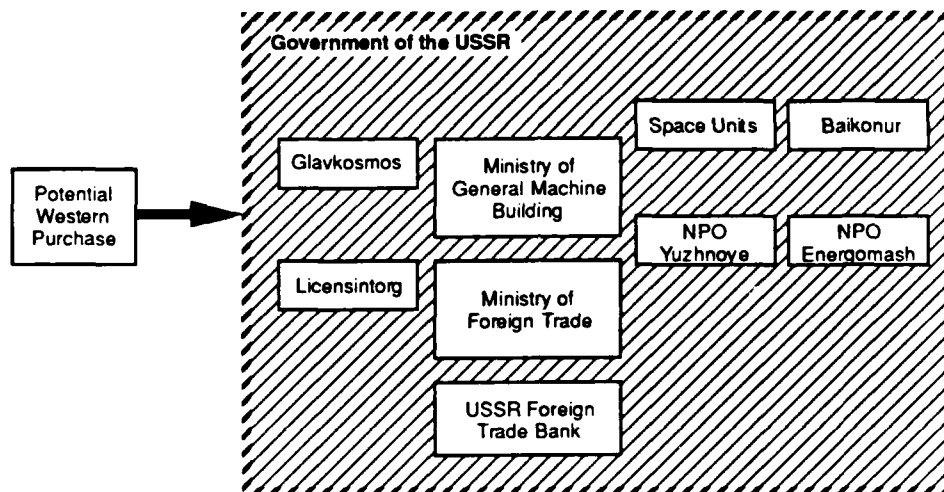 Government of the USSR
Potential
Western
Purchase
Glavkosmos
Licensintorg
Ministry of
General Machine
Building
Ministry of
Foreign Trade
USSR Foreign
Trade Bank
Space Units
Baikonur
NPO
Yuzhnoye
NPO
Energomash